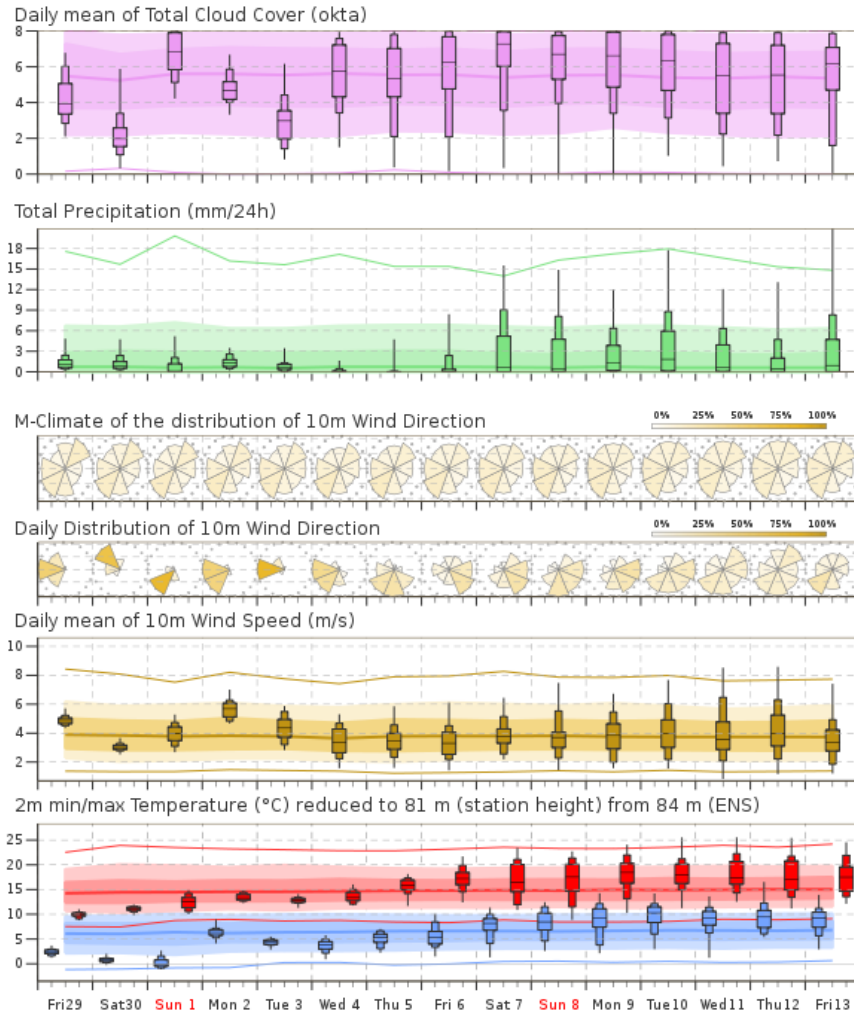 Daily mean of Total Cloud Cover (okta)
8
6
4
2
0
Total Precipitation (mm/24h)
18
15
12
9
6
3
0
M-Climate of the distribution of 10m Wind Direction
0% 25% 50% 75% 100%
Daily Distribution of 10m Wind Direction
0% 25% 50% 75% 100%
Daily mean of 10m Wind Speed (m/s)
10
8
6
4
2
2m min/max Temperature (°C) reduced to 81 m (station height) from 84 m (ENS)
25
20
15
10
5
0
Fri29 Sat30 Sun 1 Mon 2 Tue 3 Wed 4 Thu 5 Fri 6 Sat 7 Sun 8 Mon 9 Tue10 Wed11 Thu12 Fri13